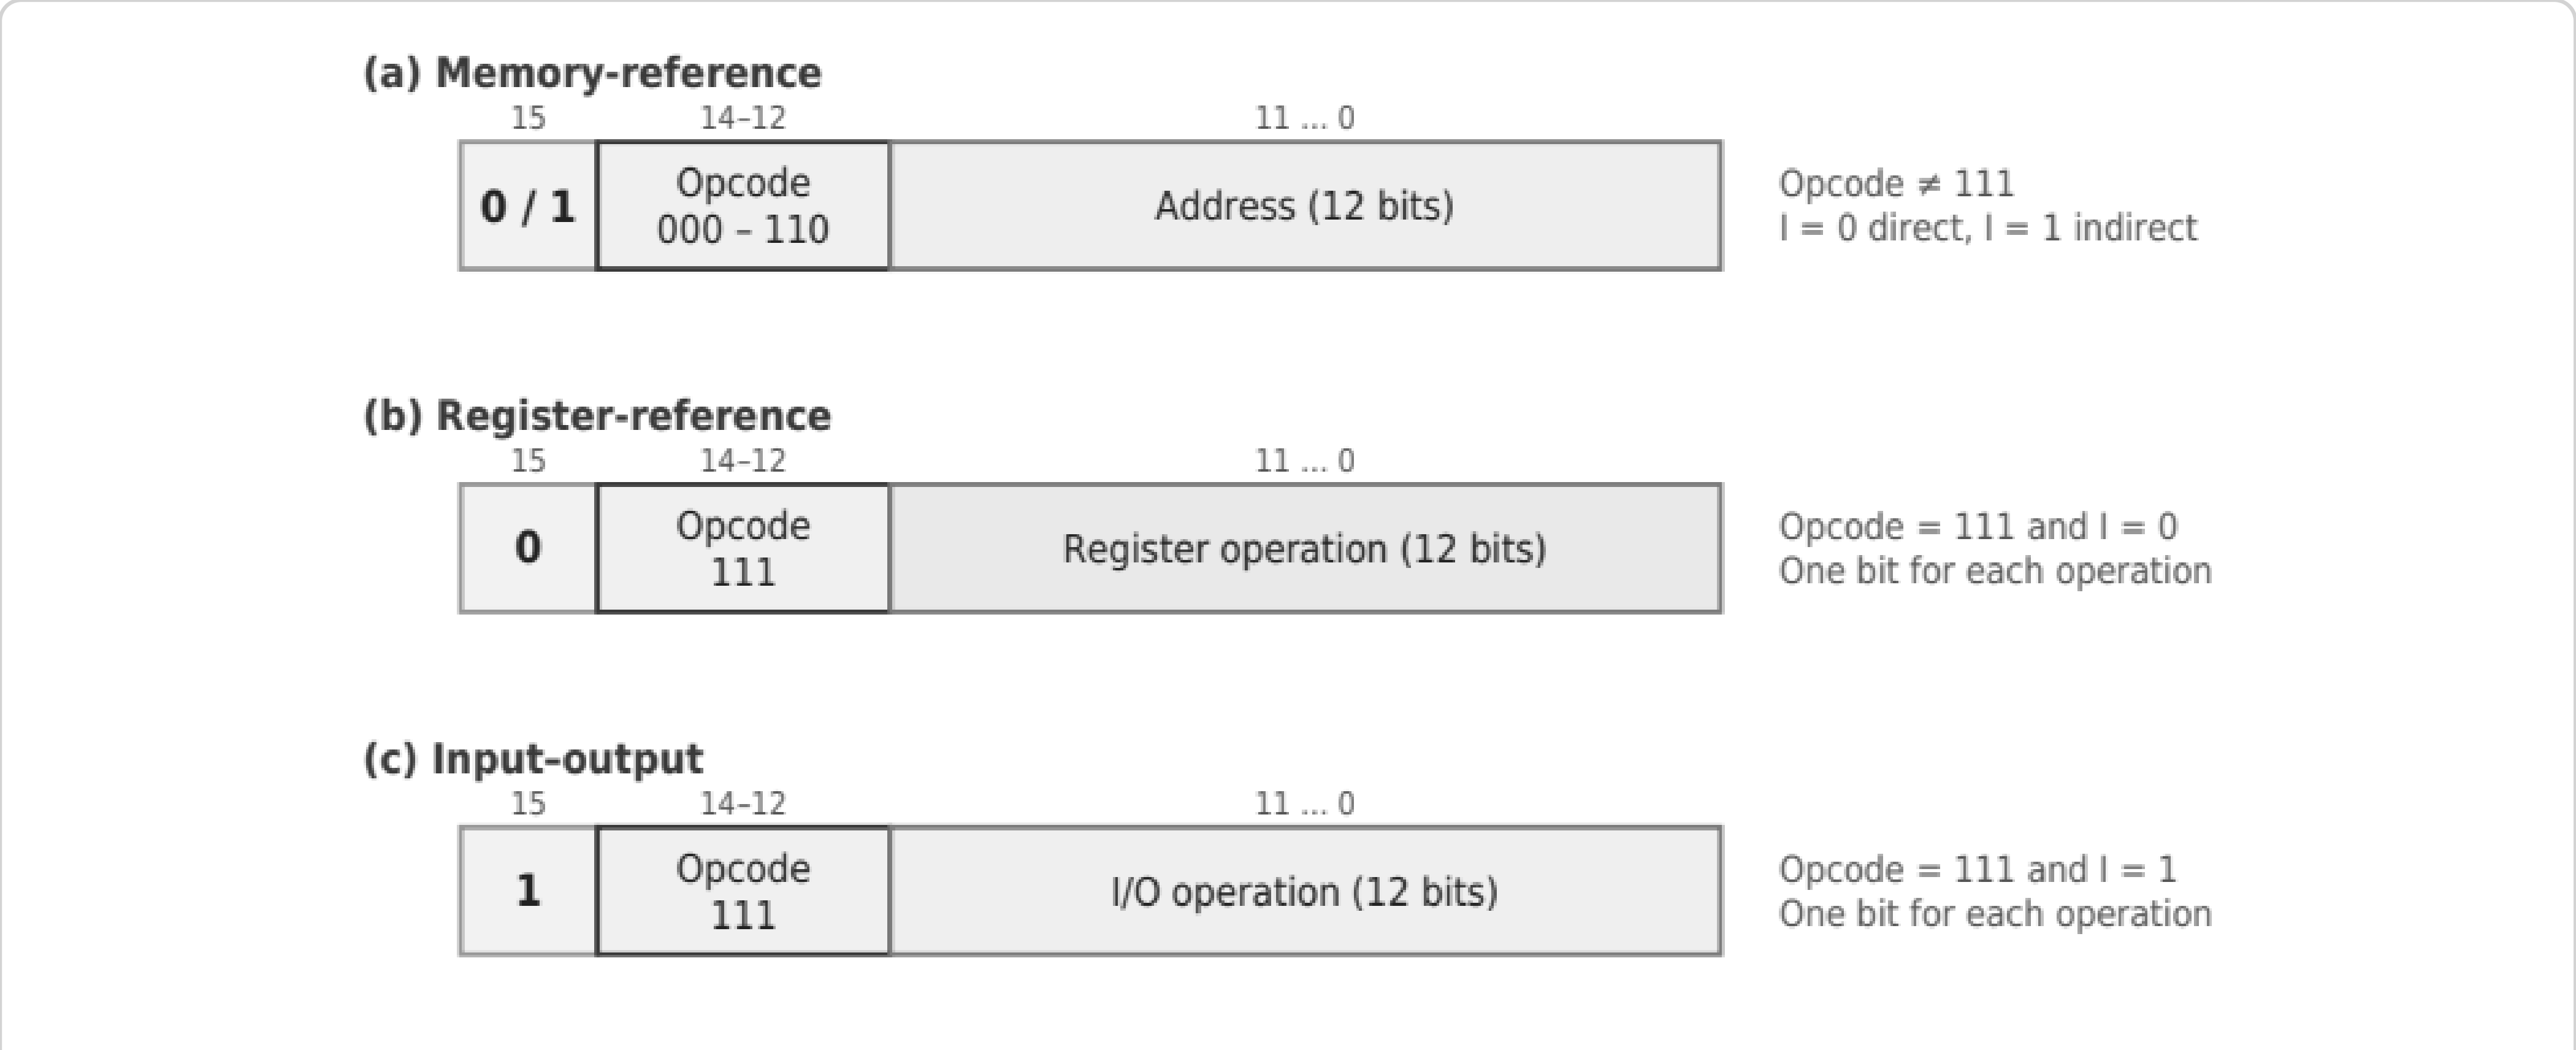 (a) Memory-reference
15 14–12 11 ... 0
0 / 1
Opcode
000 – 110
Address (12 bits)
Opcode ≠ 111
I = 0 direct, I = 1 indirect
(b) Register-reference
15 14–12 11 ... 0
0
Opcode
111
Register operation (12 bits)
Opcode = 111 and I = 0
One bit for each operation
(c) Input–output
15 14–12 11 ... 0
1
Opcode
111
I/O operation (12 bits)
Opcode = 111 and I = 1
One bit for each operation